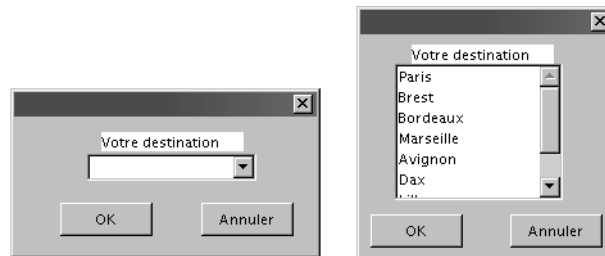 Votre destination
OK Annuler
Votre destination
Paris
Brest
Bordeaux
Marseille
Avignon
Dax
OK Annuler